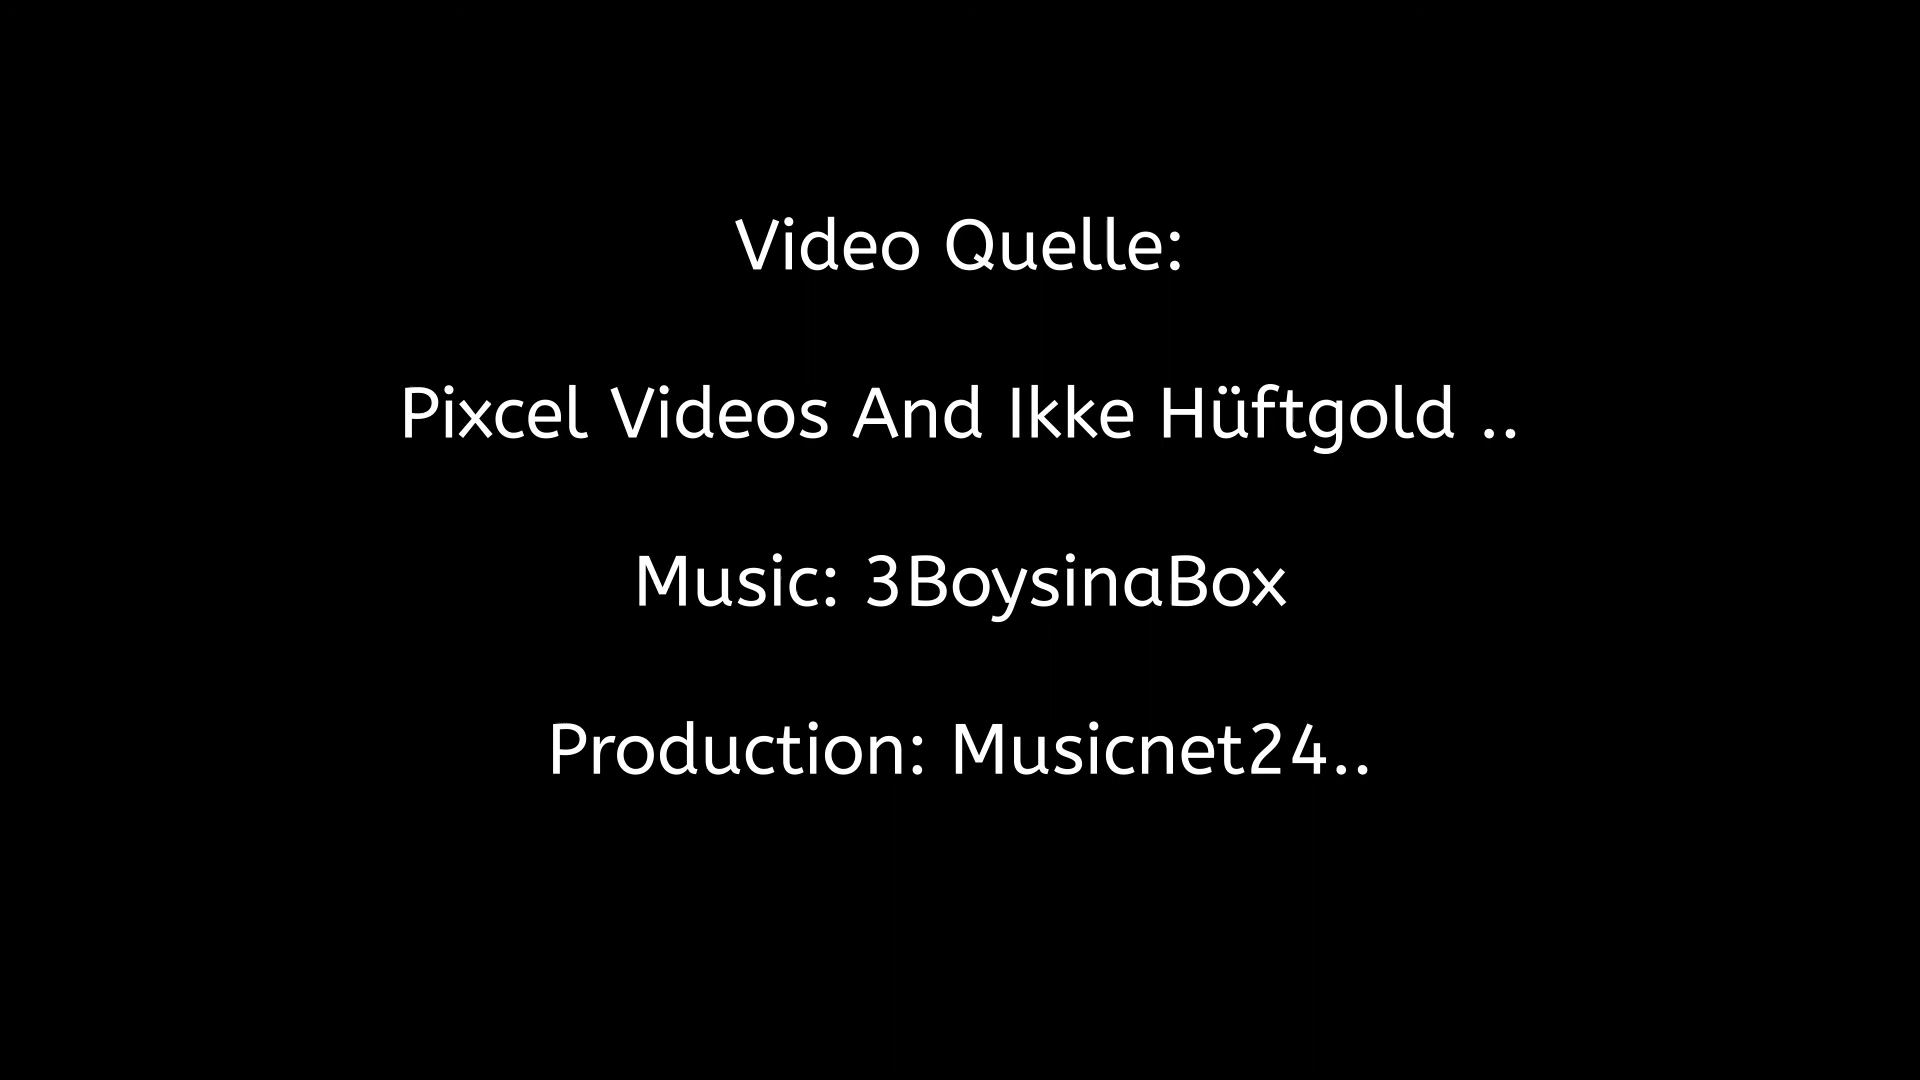 Video Quelle:
Pixcel Videos And Ikke Hüftgold ..
Music: 3BoysinaBox
Production: Musicnet24..